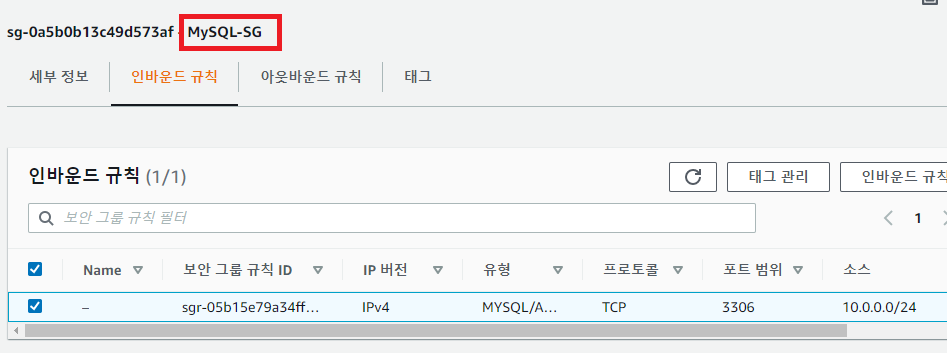 sg-0a5b0b13c49d573af - MySQL-SG
세부 정보 인바운드 규칙 아웃바운드 규칙 태그
인바운드 규칙 (1/1) 태그 관리 인바운드 규칙
보안 그룹 규칙 필터 1
Name 보안 그룹 규칙 ID IP 버전 유형 프로토콜 포트 범위 소스
– sgr-05b15e79a34ff... IPv4 MYSQL/A... TCP 3306 10.0.0.0/24